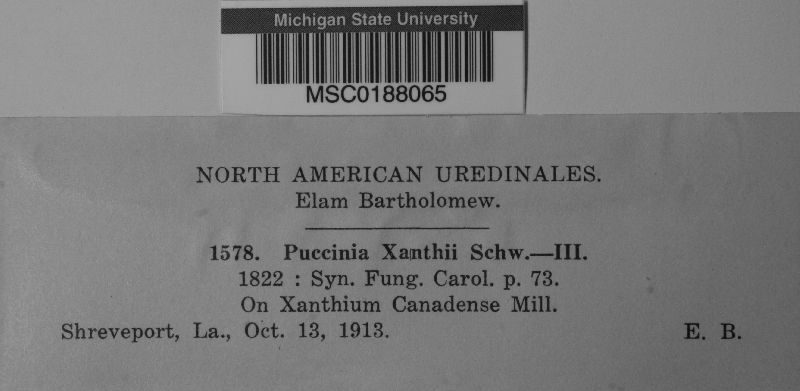 Michigan State University
MSC0188065
NORTH AMERICAN UREDINALES.
Elam Bartholomew.
1578. Puccinia Xanthii Schw.—III.
1822 : Syn. Fung. Carol. p. 73.
On Xanthium Canadense Mill.
Shreveport, La., Oct. 13, 1913. E. B.